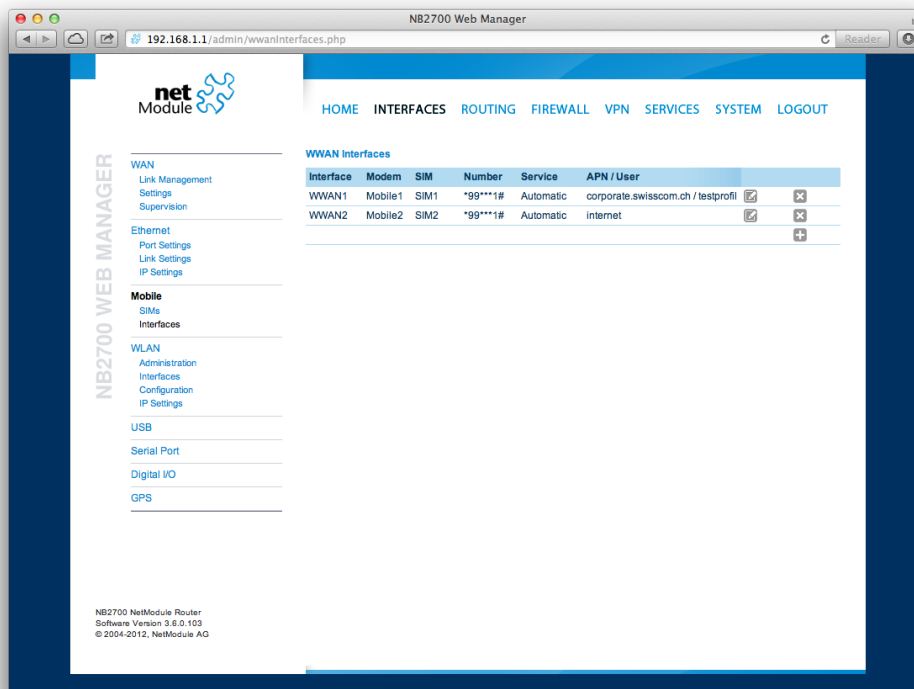 NB2700 Web Manager
192.168.1.1/admin/wwanInterfaces.php
Reader
net
Module
HOME INTERFACES ROUTING FIREWALL VPN SERVICES SYSTEM LOGOUT
NB2700 WEB MANAGER
WAN
Link Management
Settings
Supervision
Ethernet
Port Settings
Link Settings
IP Settings
Mobile
SIMs
Interfaces
WLAN
Administration
Interfaces
Configuration
IP Settings
USB
Serial Port
Digital I/O
GPS
WWAN Interfaces
Interface Modem SIM Number Service APN / User
WWAN1 Mobile1 SIM1 *99***1# Automatic corporate.swisscom.ch / testprofil
WWAN2 Mobile2 SIM2 *99***1# Automatic internet
NB2700 NetModule Router
Software Version 3.6.0.103
© 2004-2012, NetModule AG